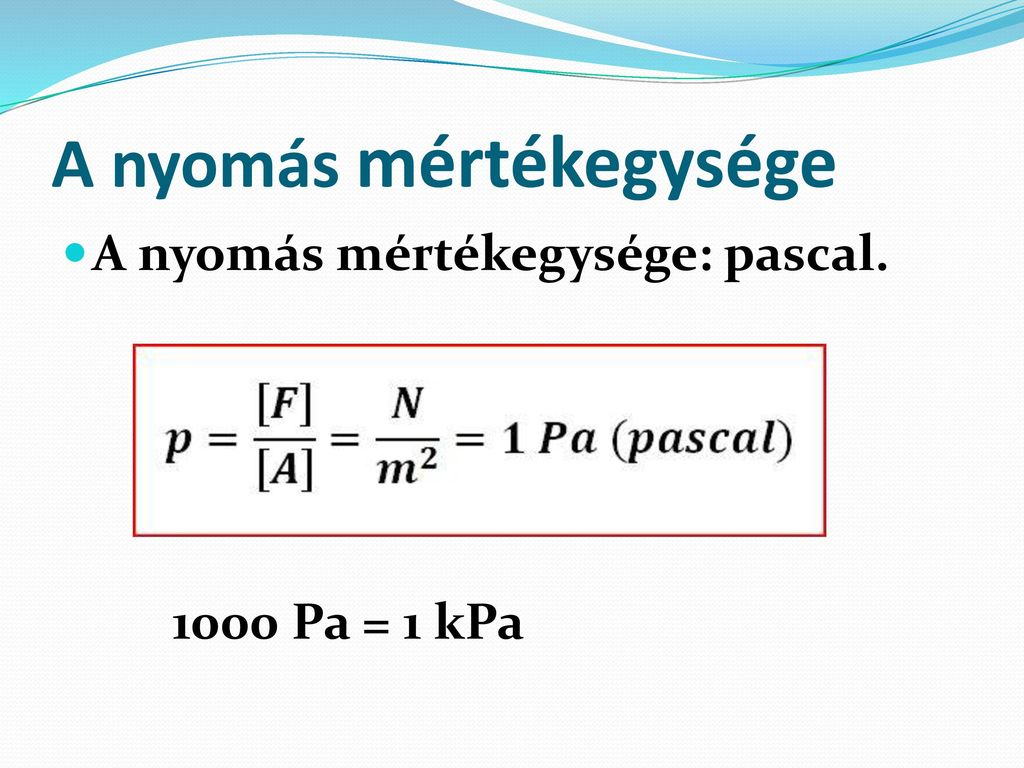 A nyomás mértékegysége
A nyomás mértékegysége: pascal.
p = [F]/[A] = N/m² = 1 Pa (pascal)
1000 Pa = 1 kPa